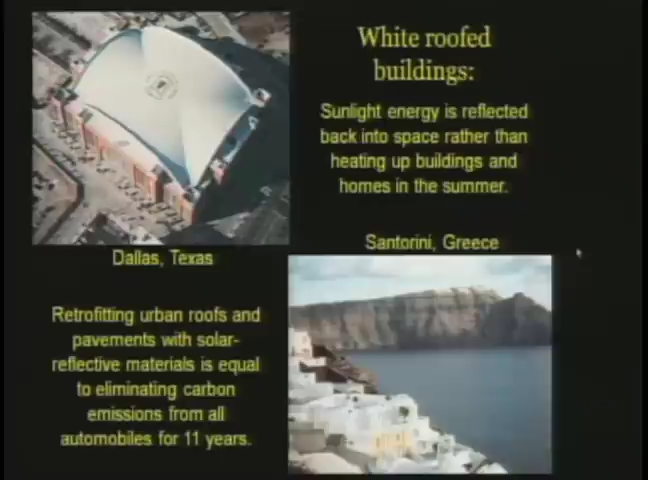 White roofed
buildings:
Sunlight energy is reflected
back into space rather than
heating up buildings and
homes in the summer.
Santorini, Greece
Dallas, Texas
Retrofitting urban roofs and
pavements with solar-
reflective materials is equal
to eliminating carbon
emissions from all
automobiles for 11 years.